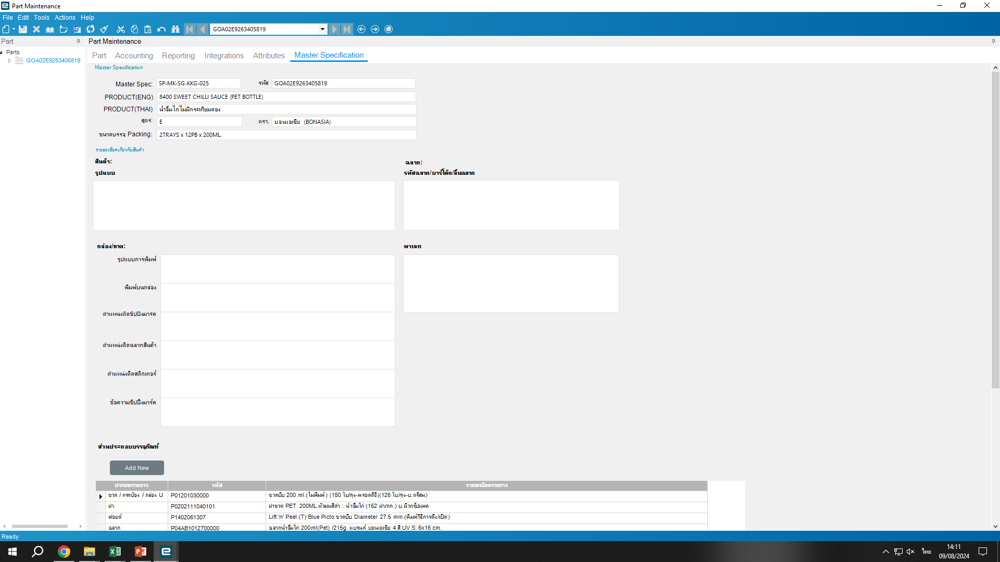 Part Maintenance
File Edit Tools Actions Help
GOA02E9263405819
Part
Part Maintenance
Parts
GOA02E9263405819
Part Accounting Reporting Integrations Attributes Master Specification
Master Specification
Master Spec: SP-MK-SG-KKG-025 รหัส GOA02E9263405819
PRODUCT(ENG) 8400 SWEET CHILLI SAUCE (PET BOTTLE)
PRODUCT(THAI) น้ำจิ้มไก่ไม่มีกระเทียมดอง
สูตร: E ตรา: บอนเอเชีย (BONASIA)
ขนาดบรรจุ Packing: 2TRAYS x 12PB x 200ML.
รายละเอียดเกี่ยวกับสินค้า
สินค้า: ฉลาก:
รูปแบบ รหัสฉลาก/บาร์โค้ด/ลิ้นฉลาก
กล่อง/ถาด: พาเลท
รูปแบบการพิมพ์
พิมพ์บนกล่อง
ตำแหน่งติดชิปปิ้งมาร์ค
ตำแหน่งติดฉลากสินค้า
ตำแหน่งติดสติกเกอร์
ข้อความชิปปิ้งมาร์ค
ส่วนประกอบบรรจุภัณฑ์
Add New
ประเภทรายการ รหัส รายละเอียดรายการ
ขวด / กระป๋อง / กล่อง U P01201030000 ขวดบีบ 200 ml.(ไม่พิมพ์) (150 ใบ/ถุง-พรอดดิจิ)(126 ใบ/ถุง-บ.ตรีสม)
ฝา P0202111040101 ฝาขวด PET 200ML.หัวมนสีดำ : น้ำจิ้มไก่ (152 ฝา/กก.) บ.นิวกรุ๊ปแพค
ฟอยด์ P1402061307 Lift 'n' Peel (T) Blue Picto ขวดบีบ Diameter 27.5 mm.(พิมพ์วิธีการดึง/เปิด)
ฉลาก P04AB1012700000 ฉลากน้ำจิ้มไก่ 200ml(Pet) /215g. แบรนด์ บอนเอเชีย 4 สี UV S: 6x16 cm.
Ready
ไทย
14:11
09/08/2024